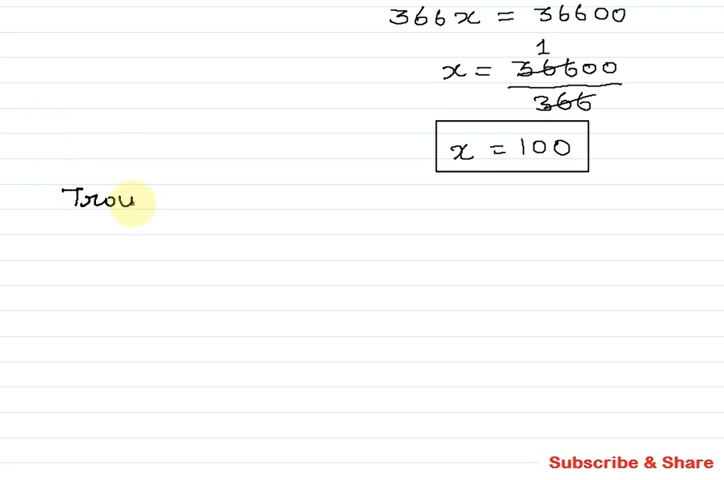 366x = 36600
1
x = 36600
366
x = 100
Trou
Subscribe & Share